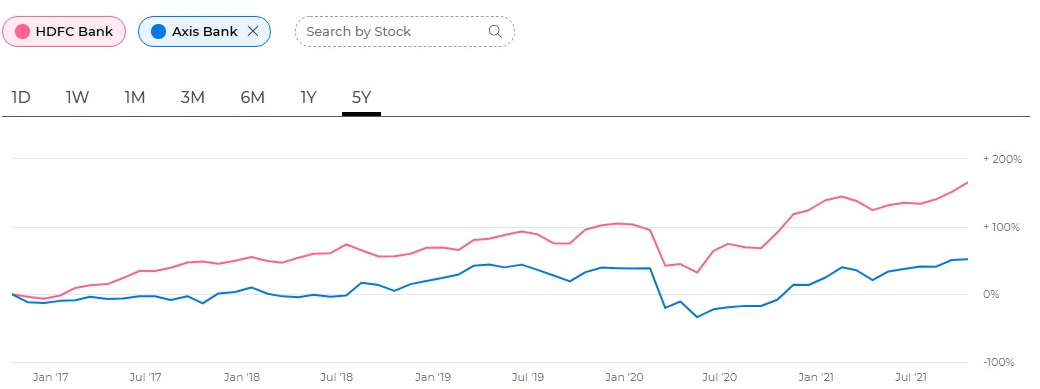 HDFC Bank Axis Bank Search by Stock
1D 1W 1M 3M 6M 1Y 5Y
+ 200%
+ 100%
0%
-100%
Jan '17 Jul '17 Jan '18 Jul '18 Jan '19 Jul '19 Jan '20 Jul '20 Jan '21 Jul '21